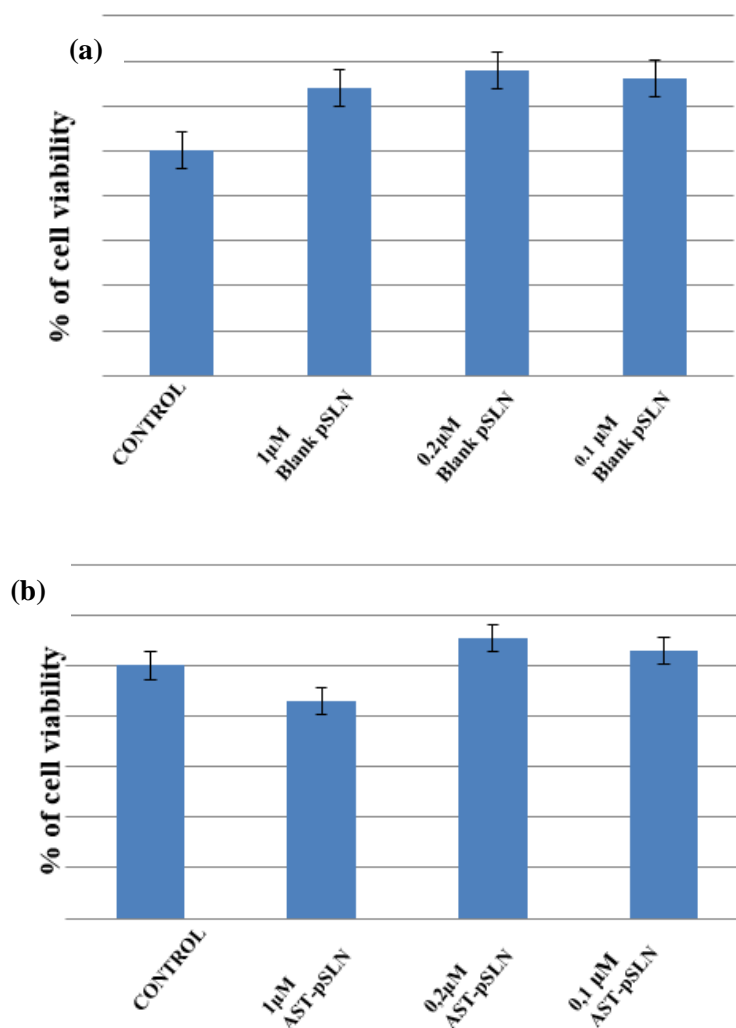 (a)
% of cell viability
CONTROL
1µM
Blank pSLN
0.2µM
Blank pSLN
0.1 µM
Blank pSLN
(b)
% of cell viability
CONTROL
1µM
AST-pSLN
0,2µM
AST-pSLN
0,1 µM
AST-pSLN